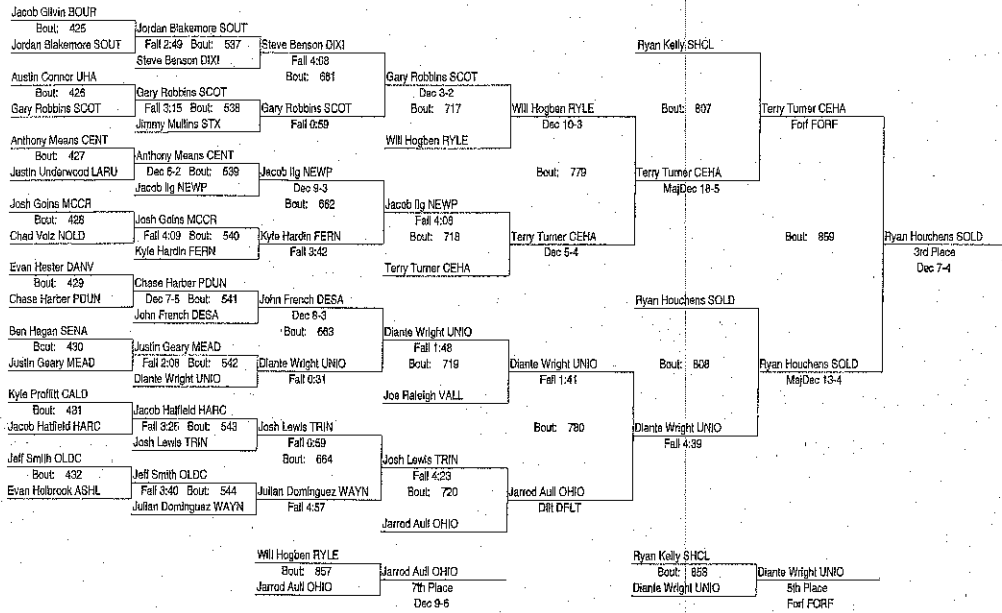 Jacob Gilvin BOUR
Bout: 425
Jordan Blakemore SOUT
Austin Connor UHA
Bout: 426
Gary Robbins SCOT
Anthony Means CENT
Bout: 427
Justin Underwood LARU
Josh Goins MCCR
Bout: 428
Chad Volz NOLD
Evan Hester DANV
Bout: 429
Chase Harber PDUN
Ben Hagan SENA
Bout: 430
Justin Geary MEAD
Kyle Proffitt CALD
Bout: 431
Jacob Hatfield HARC
Jeff Smith OLDC
Bout: 432
Evan Holbrook ASHL
Jordan Blakemore SOUT
Fall 2:49 Bout: 537
Steve Benson DIXI
Gary Robbins SCOT
Fall 3:15 Bout: 538
Jimmy Mullins STX
Anthony Means CENT
Dec 6-2 Bout: 539
Jacob Ilg NEWP
Josh Goins MCCR
Fall 4:09 Bout: 540
Kyle Hardin FERN
Chase Harber PDUN
Dec 7-5 Bout: 541
John French DESA
Justin Geary MEAD
Fall 2:08 Bout: 542
Diante Wright UNIO
Jacob Hatfield HARC
Fall 3:25 Bout: 543
Josh Lewis TRIN
Jeff Smith OLDC
Fall 3:40 Bout: 544
Julian Dominguez WAYN
Steve Benson DIXI
Fall 4:08
Bout: 661
Gary Robbins SCOT
Fall 0:59
Jacob Ilg NEWP
Dec 9-3
Bout: 662
Kyle Hardin FERN
Fall 3:42
John French DESA
Dec 8-3
Bout: 663
Diante Wright UNIO
Fall 0:31
Josh Lewis TRIN
Fall 0:59
Bout: 664
Julian Dominguez WAYN
Fall 4:57
Gary Robbins SCOT
Dec 3-2
Bout: 717
Will Hogben RYLE
Jacob Ilg NEWP
Fall 4:08
Bout: 718
Terry Turner CEHA
Diante Wright UNIO
Fall 1:48
Bout: 719
Joe Raleigh VALL
Josh Lewis TRIN
Fall 4:23
Bout: 720
Jarrod Aull OHIO
Will Hogben RYLE
Dec 10-3
Bout: 779
Terry Turner CEHA
Dec 5-4
Diante Wright UNIO
Fall 1:41
Bout: 780
Jarrod Aull OHIO
Dflt DFLT
Ryan Kelly SHCL
Bout: 807
Terry Turner CEHA
MajDec 18-5
Ryan Houchens SOLD
Bout: 808
Diante Wright UNIO
Fall 4:39
Terry Turner CEHA
Forf FORF
Bout: 859
Ryan Houchens SOLD
MajDec 13-4
Ryan Houchens SOLD
3rd Place
Dec 7-4
Will Hogben RYLE
Bout: 857
Jarrod Aull OHIO
Jarrod Aull OHIO
7th Place
Dec 9-6
Ryan Kelly SHCL
Bout: 858
Diante Wright UNIO
Diante Wright UNIO
5th Place
Forf FORF